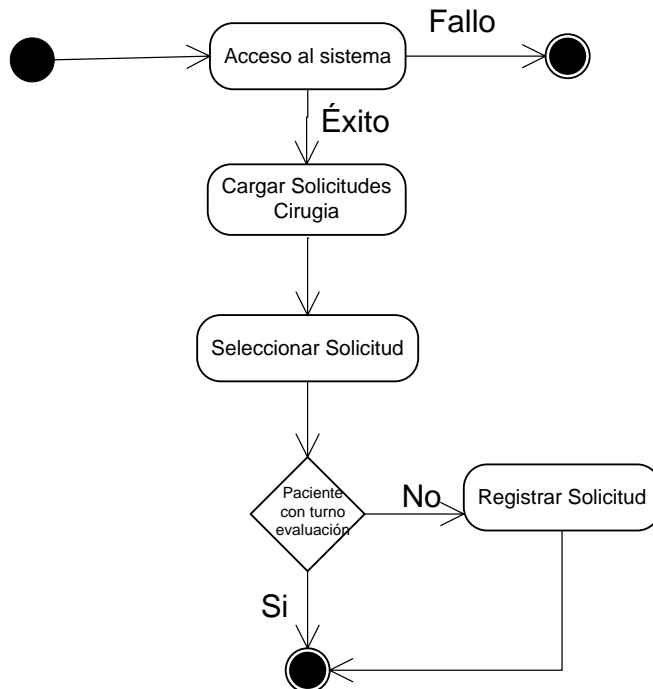 Fallo
Acceso al sistema
Éxito
Cargar Solicitudes
Cirugia
Seleccionar Solicitud
Paciente
con turno
evaluación
No
Registrar Solicitud
Si